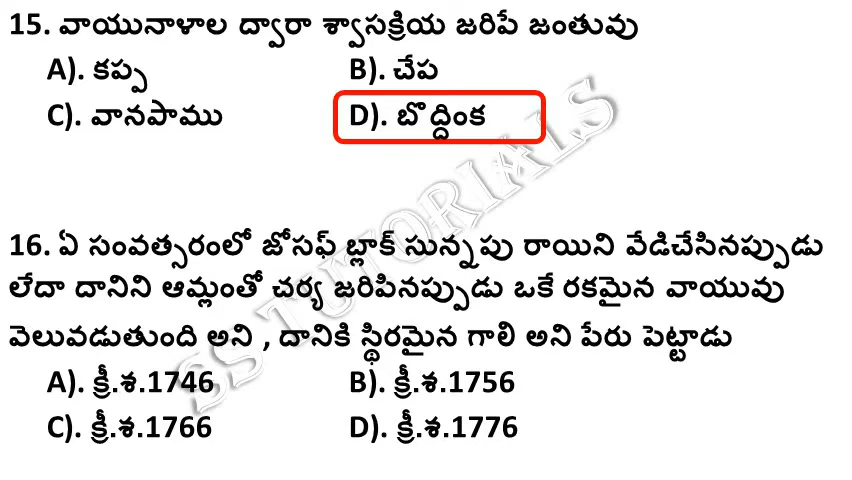 15. వాయునాళాల ద్వారా శ్వాసక్రియ జరిపే జంతువు
A). కప్ప B). చేప
C). వానపాము D). బొద్దింక
16. ఏ సంవత్సరంలో జోసఫ్ బ్లాక్ సున్నపు రాయిని వేడిచేసినప్పుడు
లేదా దానిని ఆమ్లంతో చర్య జరిపినప్పుడు ఒకే రకమైన వాయువు
వెలువడుతుంది అని , దానికి స్థిరమైన గాలి అని పేరు పెట్టాడు
A). క్రీ.శ.1746 B). క్రీ.శ.1756
C). క్రీ.శ.1766 D). క్రీ.శ.1776
SS TUTORIALS